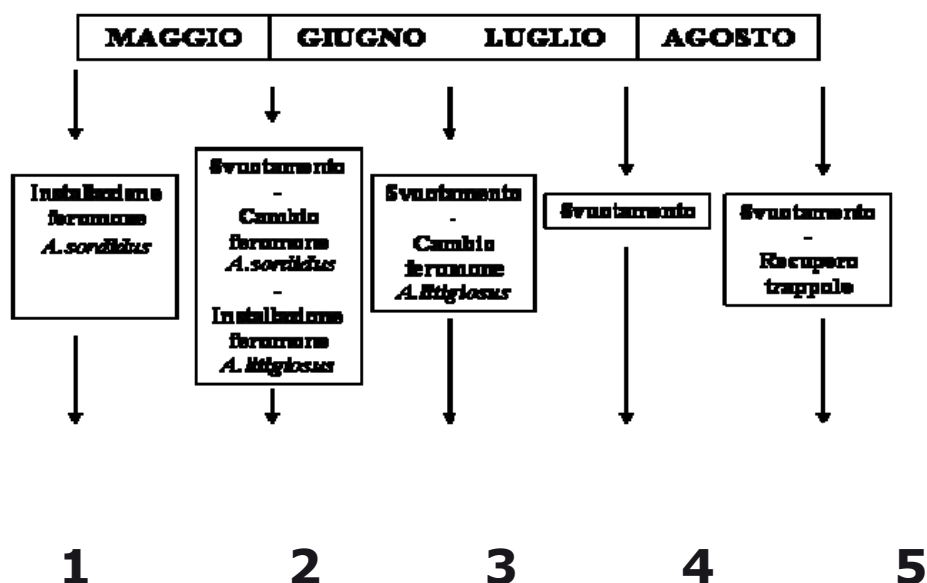 MAGGIO GIUGNO LUGLIO AGOSTO
Installazione
feromone
A.sordidus
Svuotamento
-
Cambio
feromone
A.sordidus
-
Installazione
feromone
A. litigiosus
Svuotamento
-
Cambio
feromone
A.litigiosus
Svuotamento
Svuotamento
-
Recupero
trappole
1 2 3 4 5